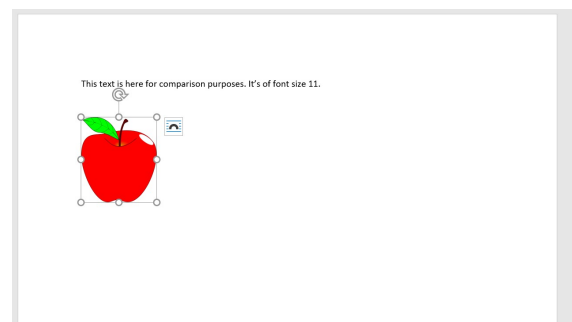 This text is here for comparison purposes. It’s of font size 11.